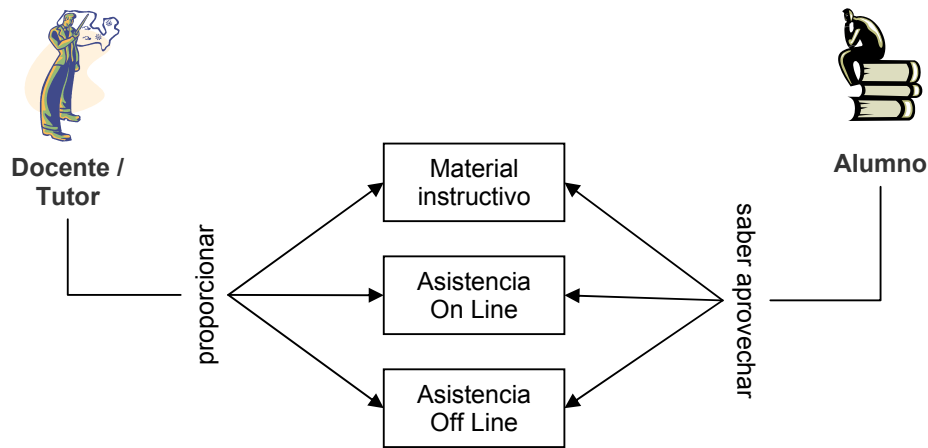 Docente /
Tutor
Alumno
proporcionar
Material
instructivo
Asistencia
On Line
Asistencia
Off Line
saber aprovechar